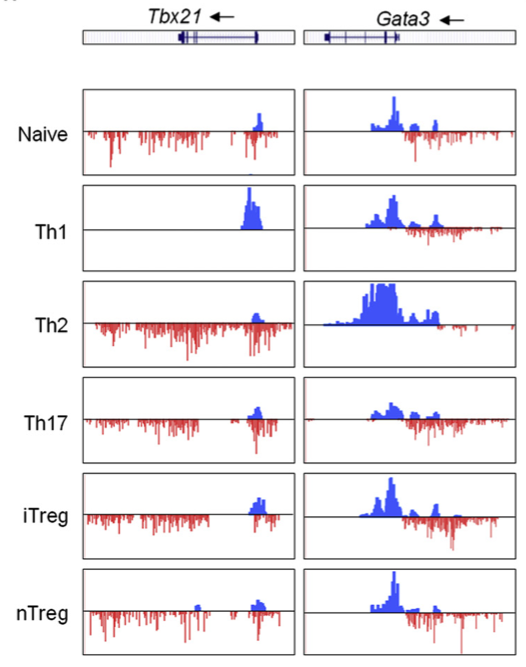 Tbx21 ← Gata3 ←
Naive
Th1
Th2
Th17
iTreg
nTreg